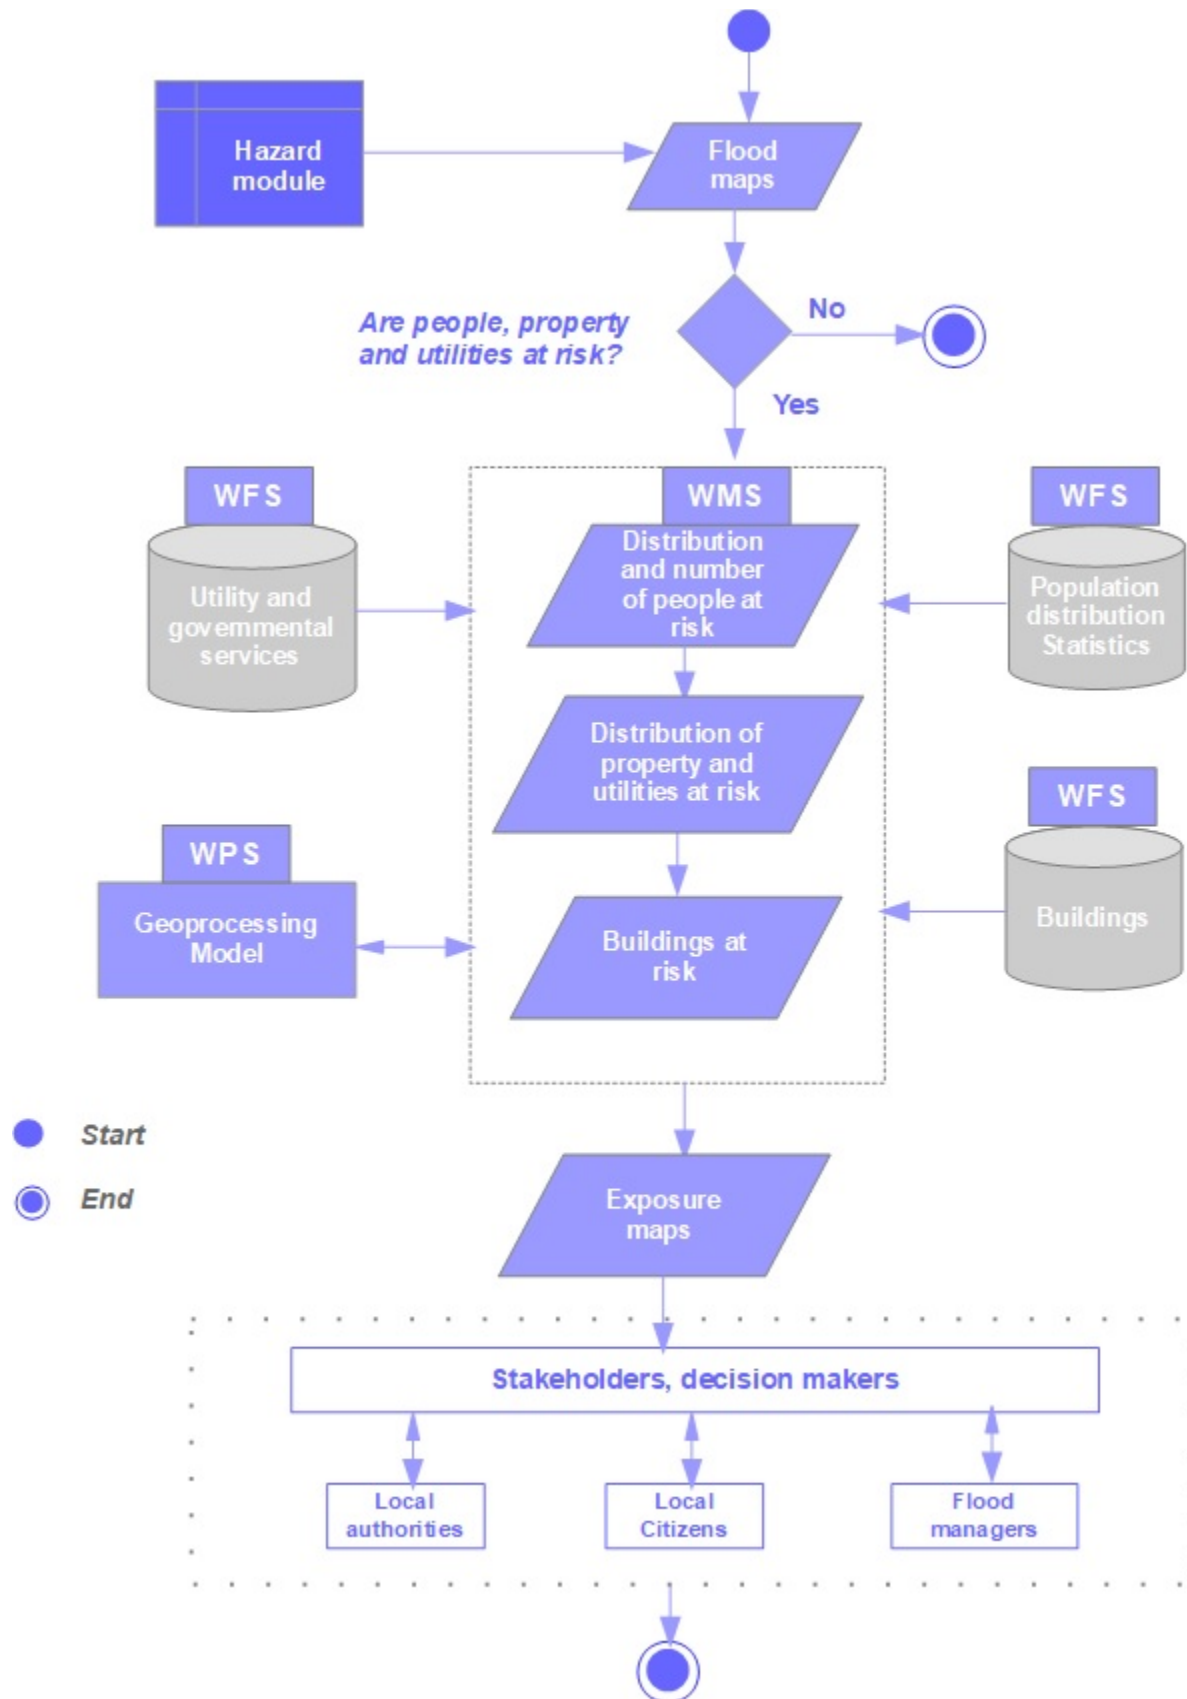 Hazard
module
Flood
maps
Are people, property
and utilities at risk?
No
Yes
WFS
Utility and
governmental
services
WMS
Distribution
and number
of people at
risk
WFS
Population
distribution
Statistics
Distribution of
property and
utilities at risk
WPS
Geoprocessing
Model
Buildings at
risk
WFS
Buildings
Start
End
Exposure
maps
Stakeholders, decision makers
Local
authorities
Local
Citizens
Flood
managers